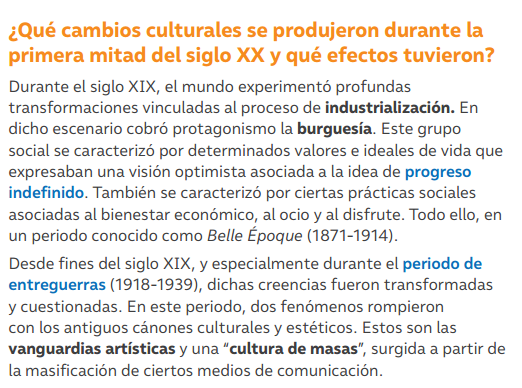 ¿Qué cambios culturales se produjeron durante la
primera mitad del siglo XX y qué efectos tuvieron?
Durante el siglo XIX, el mundo experimentó profundas
transformaciones vinculadas al proceso de industrialización. En
dicho escenario cobró protagonismo la burguesía. Este grupo
social se caracterizó por determinados valores e ideales de vida que
expresaban una visión optimista asociada a la idea de progreso
indefinido. También se caracterizó por ciertas prácticas sociales
asociadas al bienestar económico, al ocio y al disfrute. Todo ello, en
un periodo conocido como Belle Époque (1871-1914).
Desde fines del siglo XIX, y especialmente durante el periodo de
entreguerras (1918-1939), dichas creencias fueron transformadas
y cuestionadas. En este periodo, dos fenómenos rompieron
con los antiguos cánones culturales y estéticos. Estos son las
vanguardias artísticas y una “cultura de masas”, surgida a partir de
la masificación de ciertos medios de comunicación.